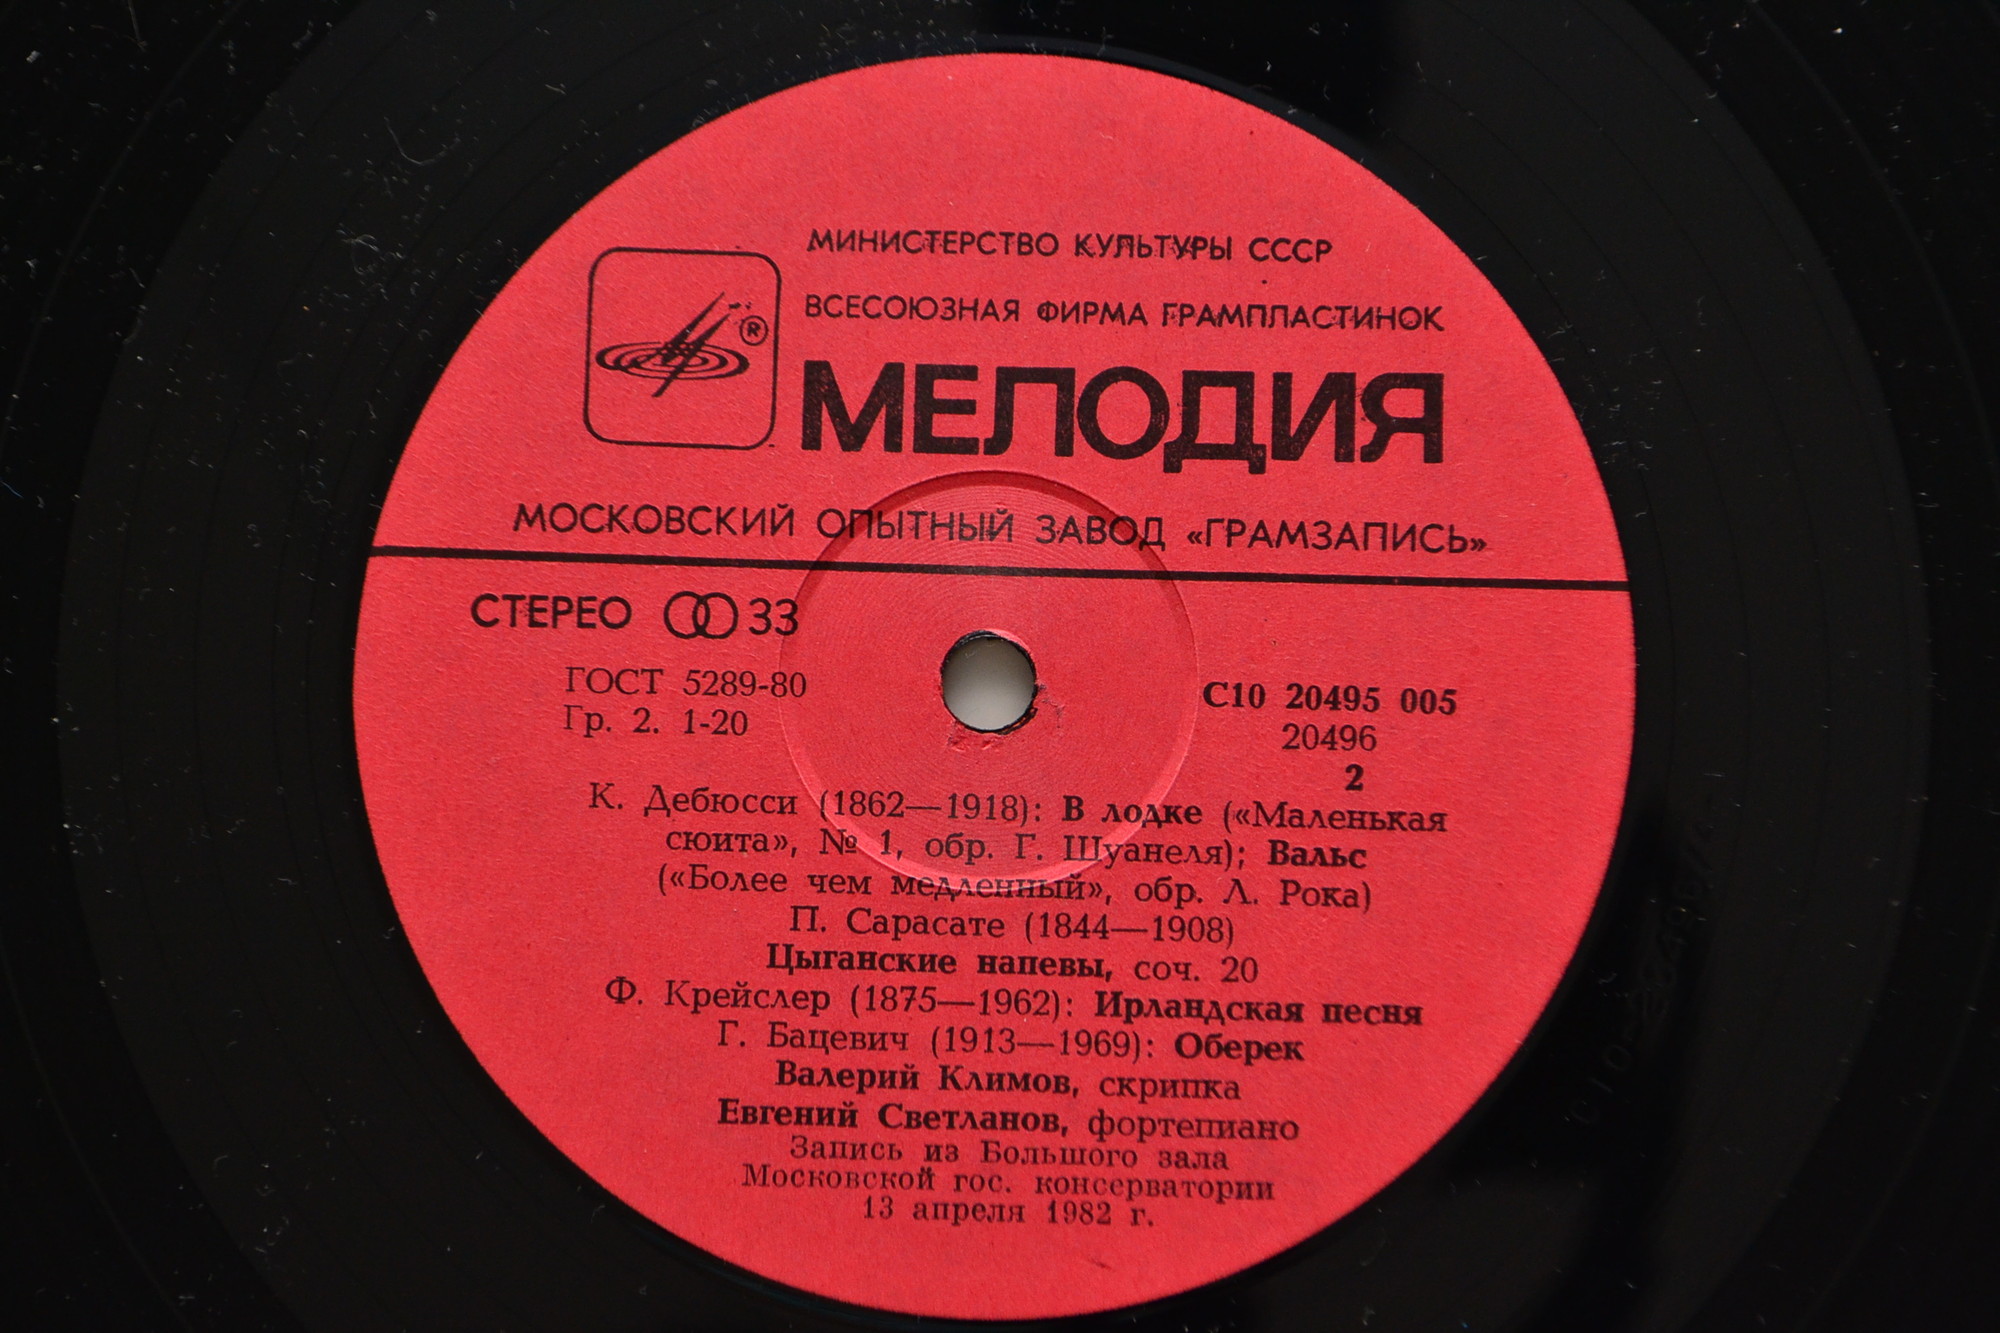 МИНИСТЕРСТВО КУЛЬТУРЫ СССР
ВСЕСОЮЗНАЯ ФИРМА ГРАМПЛАСТИНОК
®
МЕЛОДИЯ
МОСКОВСКИЙ ОПЫТНЫЙ ЗАВОД «ГРАМЗАПИСЬ»
СТЕРЕО 33
ГОСТ 5289-80
Гр. 2. 1-20
С10 20495 005
20496
2
К. Дебюсси (1862—1918): В лодке («Маленькая
сюита», № 1, обр. Г. Шуанеля); Вальс
(«Более чем медленный», обр. Л. Рока)
П. Сарасате (1844—1908)
Цыганские напевы, соч. 20
Ф. Крейслер (1875—1962): Ирландская песня
Г. Бацевич (1913—1969): Оберек
Валерий Климов, скрипка
Евгений Светланов, фортепиано
Запись из Большого зала
Московской гос. консерватории
13 апреля 1982 г.